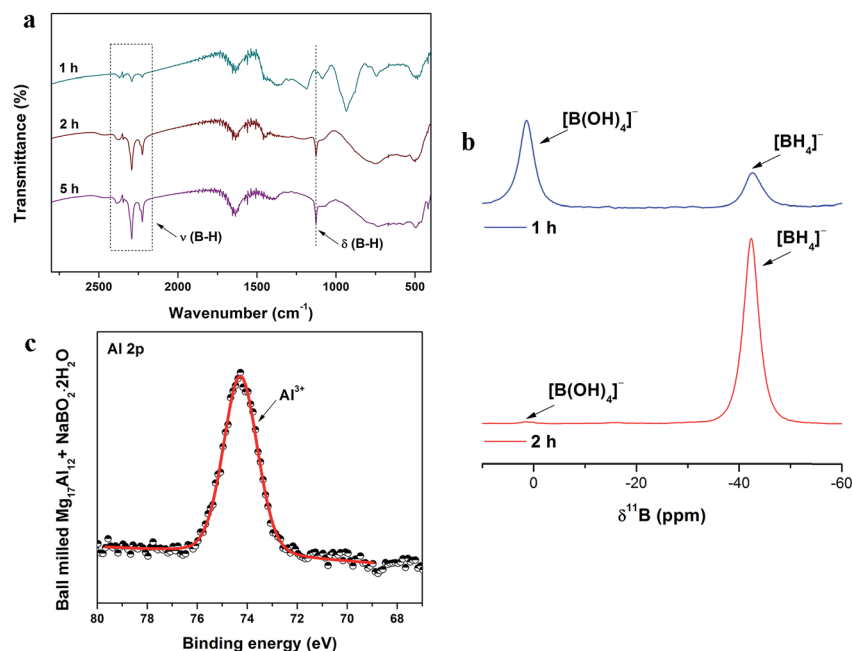 a
1 h
2 h
5 h
ν (B-H)
δ (B-H)
Transmittance (%)
2500 2000 1500 1000 500
Wavenumber (cm⁻¹)
b
[B(OH)₄]⁻
[BH₄]⁻
1 h
[BH₄]⁻
[B(OH)₄]⁻
2 h
0 -20 -40 -60
δ¹¹B (ppm)
c
Al 2p
Al³⁺
Ball milled Mg₁₇Al₁₂+ NaBO₂·2H₂O
80 78 76 74 72 70 68
Binding energy (eV)